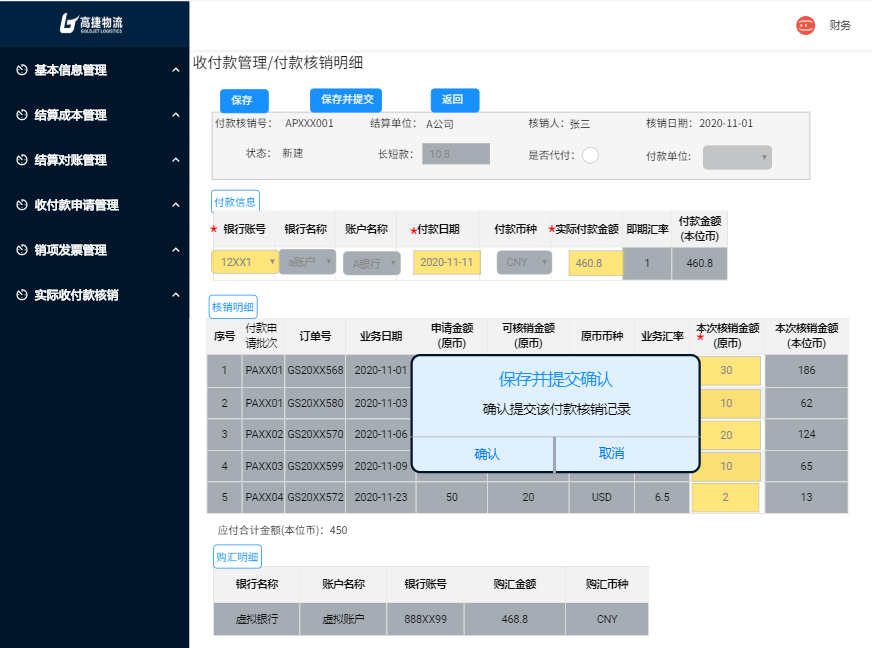 高捷物流
GOLDJET LOGISTICS
财务
基本信息管理
结算成本管理
结算对账管理
收付款申请管理
销项发票管理
实际收付款核销
收付款管理/付款核销明细
保存 保存并提交 返回
付款核销号: APXXX001 结算单位: A公司 核销人: 张三 核销日期: 2020-11-01
状态: 新建 长短款: 10.8 是否代付: 付款单位:
付款信息
* 银行账号 银行名称 账户名称 *付款日期 付款币种 *实际付款金额 即期汇率 付款金额
(本位币)
12XX1 a账户 A银行 2020-11-11 CNY 460.8 1 460.8
核销明细
序号 付款申 订单号 业务日期 申请金额 可核销金额 原币币种 业务汇率 本次核销金额 本次核销金额
请批次 (原币) (原币) * (原币) (本位币)
1 PAXX01 GS20XX568 2020-11-01 30 186
2 PAXX01 GS20XX580 2020-11-03 10 62
3 PAXX02 GS20XX570 2020-11-06 20 124
4 PAXX03 GS20XX599 2020-11-09 10 65
5 PAXX04 GS20XX572 2020-11-23 50 20 USD 6.5 2 13
保存并提交确认
确认提交该付款核销记录
确认 取消
应付合计金额(本位币): 450
购汇明细
银行名称 账户名称 银行账号 购汇金额 购汇币种
虚拟银行 虚拟账户 888XX99 468.8 CNY